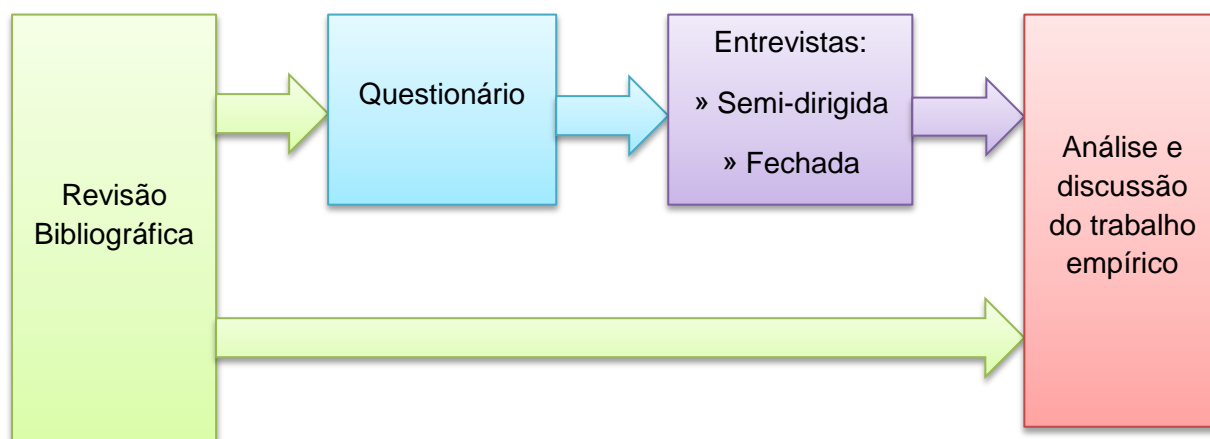 Revisão
Bibliográfica
Questionário
Entrevistas:
» Semi-dirigida
» Fechada
Análise e
discussão
do trabalho
empírico